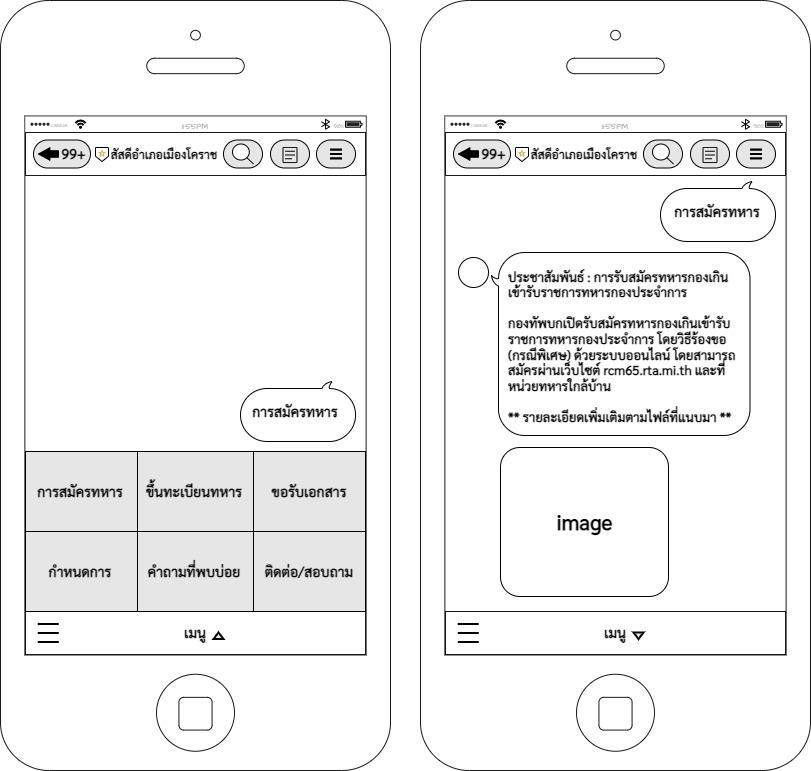 1:55PM
99+ สัสดีอำเภอเมืองโคราช
การสมัครทหาร
การสมัครทหาร ขึ้นทะเบียนทหาร ขอรับเอกสาร
กำหนดการ คำถามที่พบบ่อย ติดต่อ/สอบถาม
เมนู
1:55PM
99+ สัสดีอำเภอเมืองโคราช
การสมัครทหาร
ประชาสัมพันธ์ : การรับสมัครทหารกองเกิน
เข้ารับราชการทหารกองประจำการ
กองทัพบกเปิดรับสมัครทหารกองเกินเข้ารับ
ราชการทหารกองประจำการ โดยวิธีร้องขอ
(กรณีพิเศษ) ด้วยระบบออนไลน์ โดยสามารถ
สมัครผ่านเว็บไซต์ rcm65.rta.mi.th และที่
หน่วยทหารใกล้บ้าน
** รายละเอียดเพิ่มเติมตามไฟล์ที่แนบมา **
image
เมนู